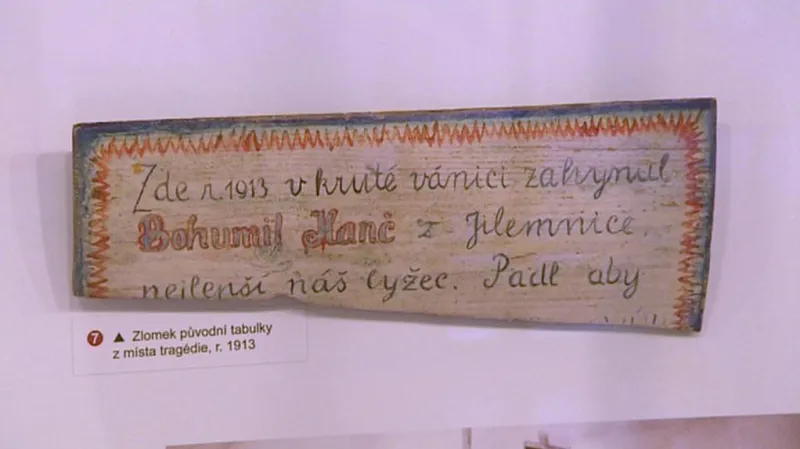 Zde r. 1913 v kruté vánici zahynul
Bohumil Hanč z Jilemnice,
nejlepší náš lyžec. Padl aby
7 ▲ Zlomek původní tabulky
z místa tragédie, r. 1913